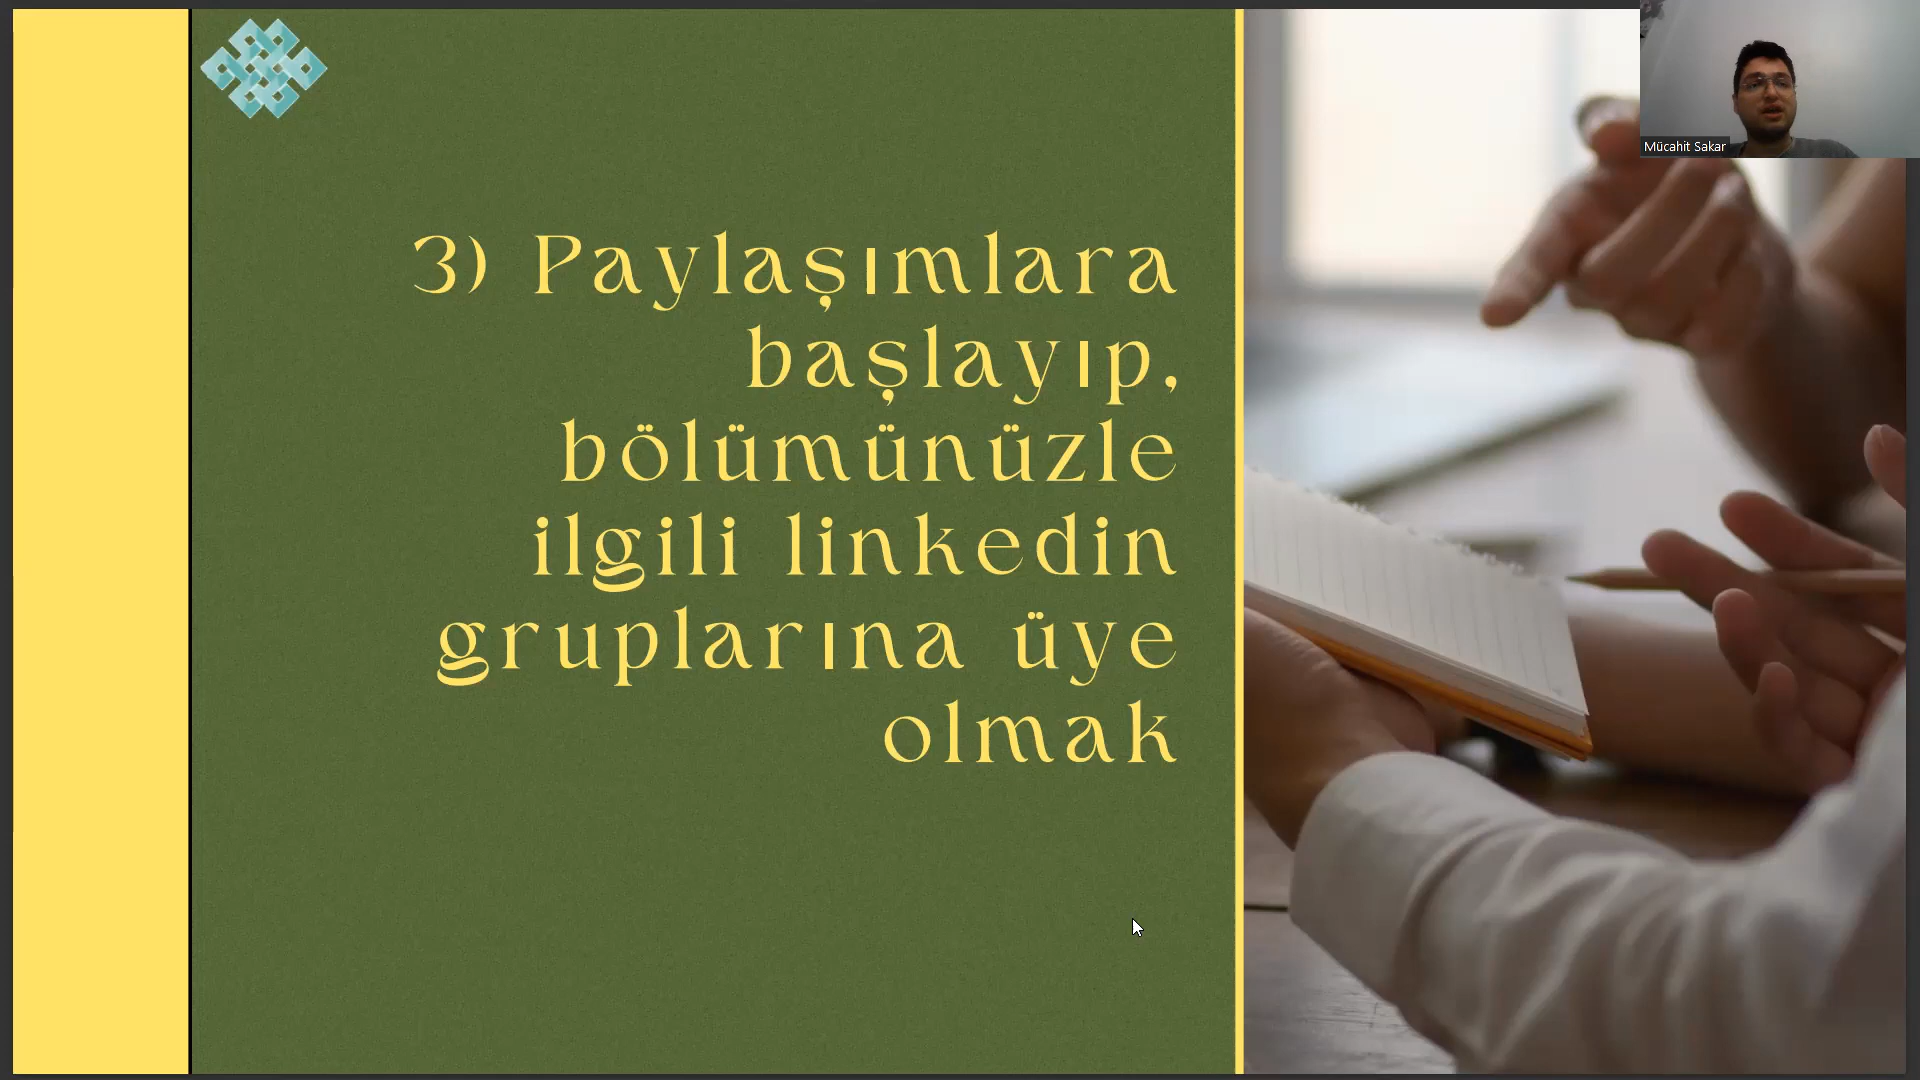 3) Paylaşımlara
başlayıp,
bölümünüzle
ilgili linkedin
gruplarına üye
olmak
Mücahit Sakar